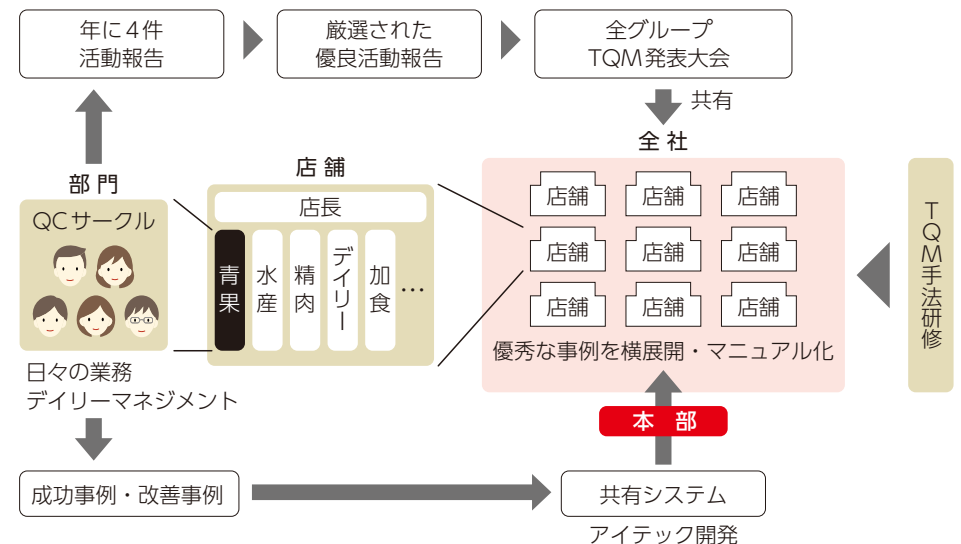 年に4件
活動報告
厳選された
優良活動報告
全グループ
TQM発表大会
共有
部門
QCサークル
日々の業務
デイリーマネジメント
店舗
店長
青果
水産
精肉
デイリー
加食
…
全社
店舗
店舗
店舗
店舗
店舗
店舗
店舗
店舗
店舗
優秀な事例を横展開・マニュアル化
TQM手法研修
本部
成功事例・改善事例
共有システム
アイテック開発